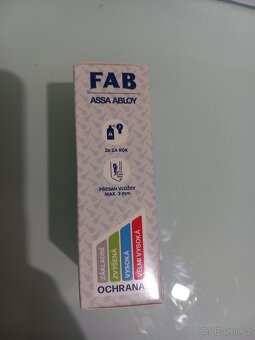 FAB
ASSA ABLOY
2x ZA ROK
PŘESAH VLOŽKY
MAX. 3 mm
ZÁKLADNÍ
ZVÝŠENÁ
VYSOKÁ
VELMI VYSOKÁ
OCHRANA